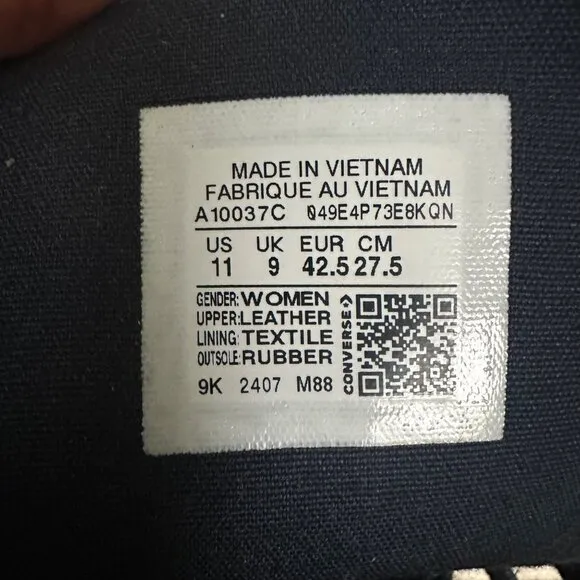 MADE IN VIETNAM
FABRIQUE AU VIETNAM
A10037C 049E4P73E8KQN
US UK EUR CM
11 9 42.5 27.5
GENDER: WOMEN
UPPER: LEATHER
LINING: TEXTILE
OUTSOLE: RUBBER
CONVERSE
9K 2407 M88